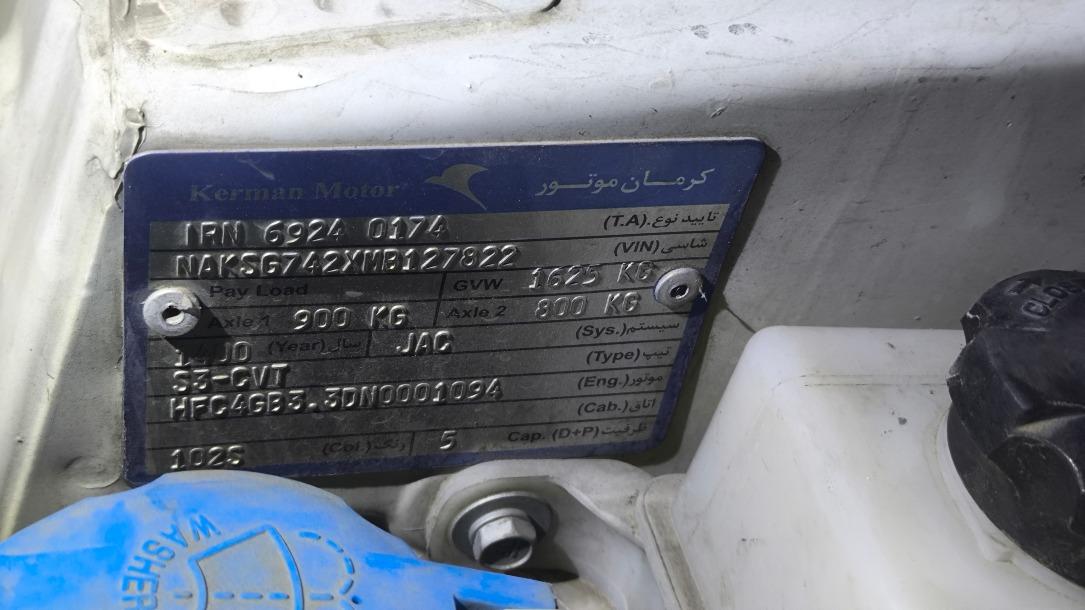 Kerman Motor کرمان موتور
IRN 6924 0174 تایید نوع.(T.A)
NAKSG742XMB127822 شاسی(VIN)
Pay Load GVW 1625 KG
Axle 1 900 KG Axle 2 800 KG
سال(Year) JAC سیستم(Sys.)
S3-CVT تیپ(Type)
HFC4GB3.3DN0001094 موتور(Eng.)
اتاق(Cab.)
102S رنگ(Col.) 5 ظرفیت Cap. (D+P)
WASHER